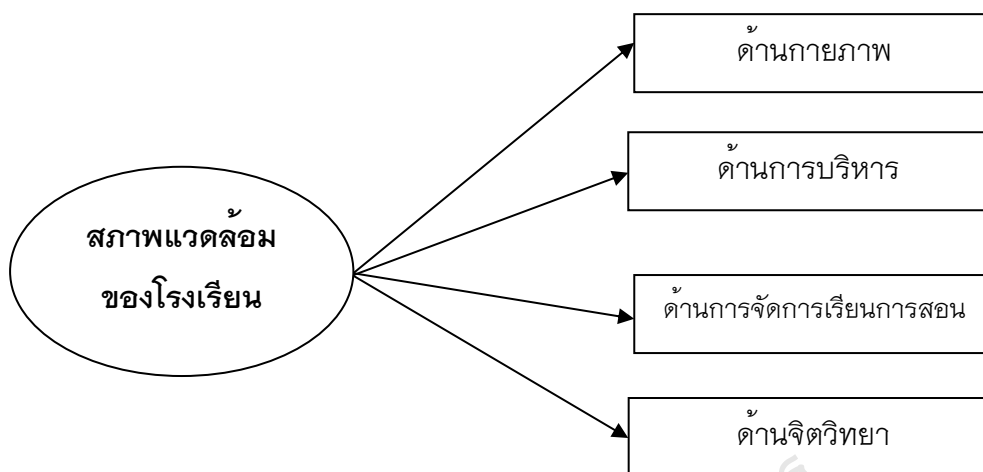 ด้านกายภาพ
ด้านการบริหาร
สภาพแวดล้อม
ของโรงเรียน
ด้านการจัดการเรียนการสอน
ด้านจิตวิทยา